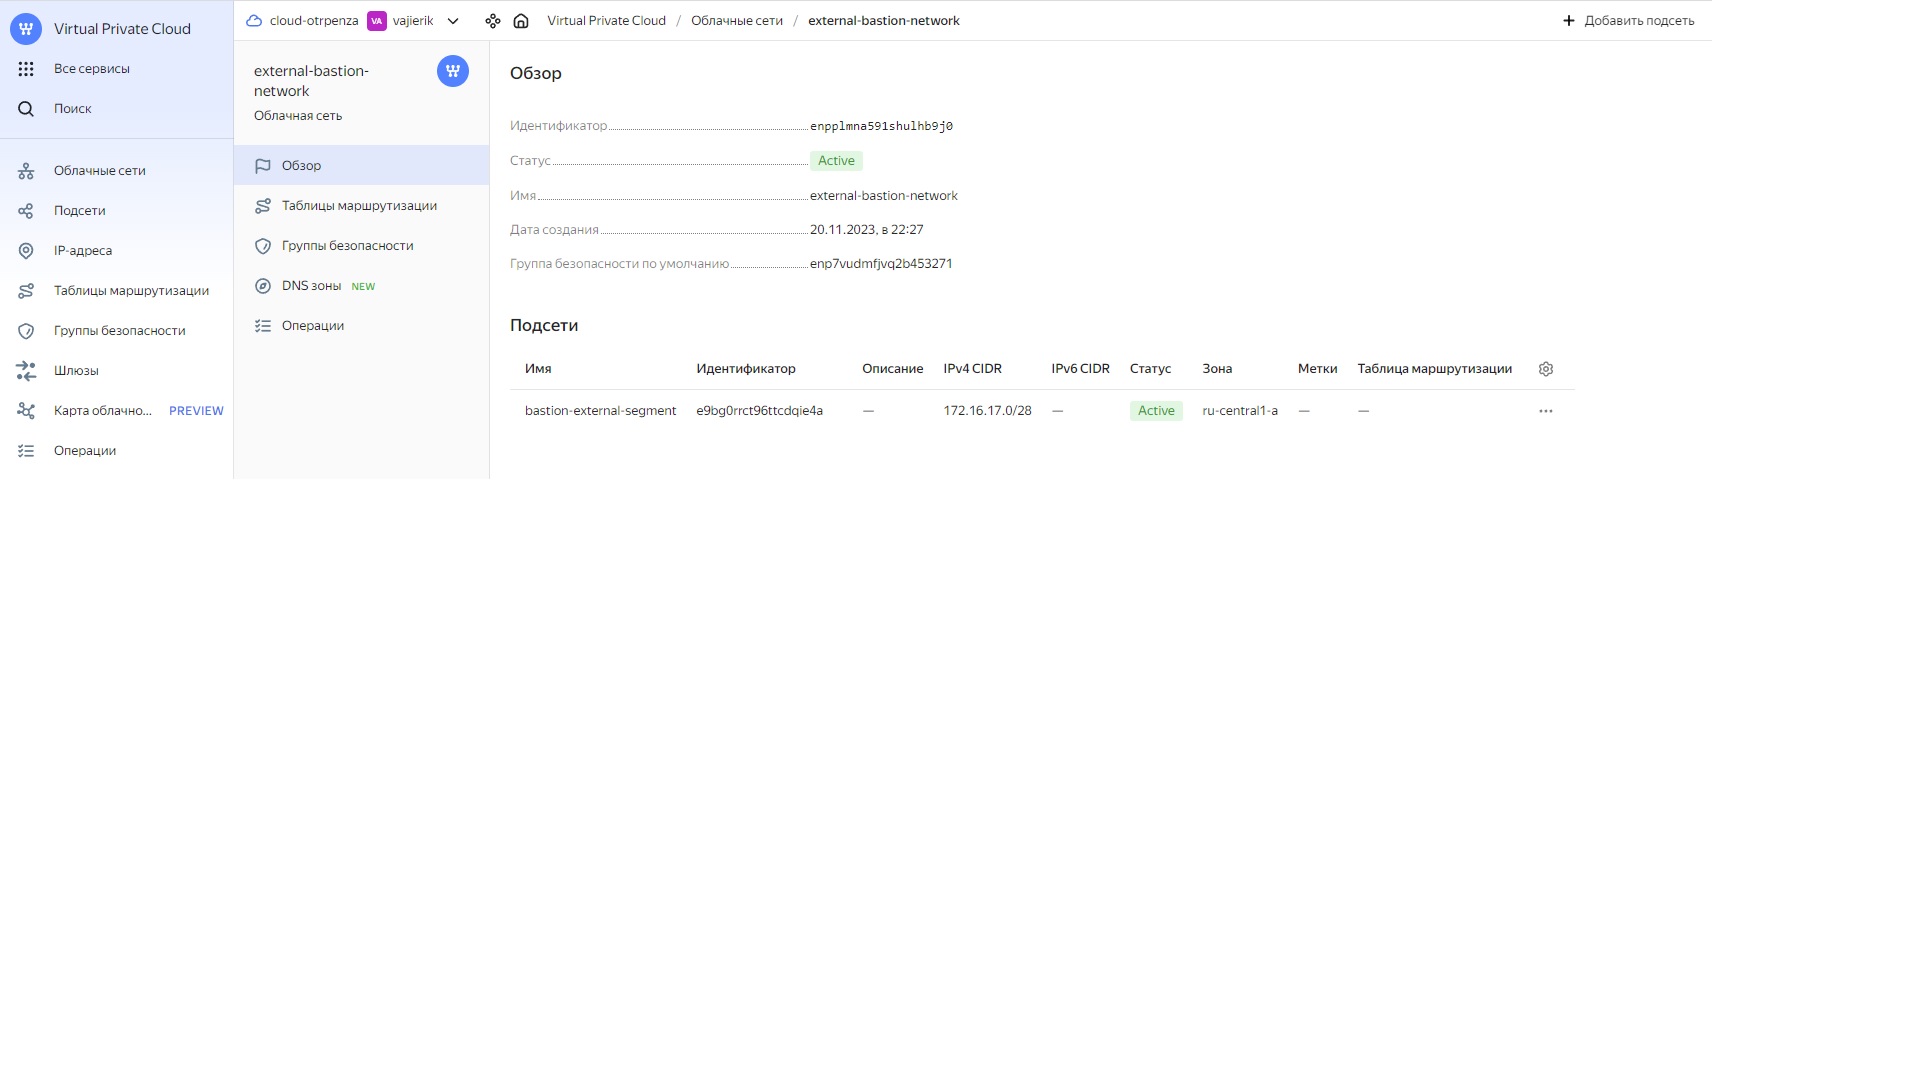 Virtual Private Cloud
Все сервисы
Поиск
Облачные сети
Подсети
IP-адреса
Таблицы маршрутизации
Группы безопасности
Шлюзы
Карта облачно... PREVIEW
Операции
cloud-otrpenza VA vajierik Virtual Private Cloud / Облачные сети / external-bastion-network + Добавить подсеть
external-bastion-
network
Облачная сеть
Обзор
Таблицы маршрутизации
Группы безопасности
DNS зоны NEW
Операции
Обзор
Идентификатор enpplmna591shulhb9j0
Статус Active
Имя external-bastion-network
Дата создания 20.11.2023, в 22:27
Группа безопасности по умолчанию enp7vudmfjvq2b453271
Подсети
Имя Идентификатор Описание IPv4 CIDR IPv6 CIDR Статус Зона Метки Таблица маршрутизации
bastion-external-segment e9bg0rrct96ttcdqie4a — 172.16.17.0/28 — Active ru-central1-a — —